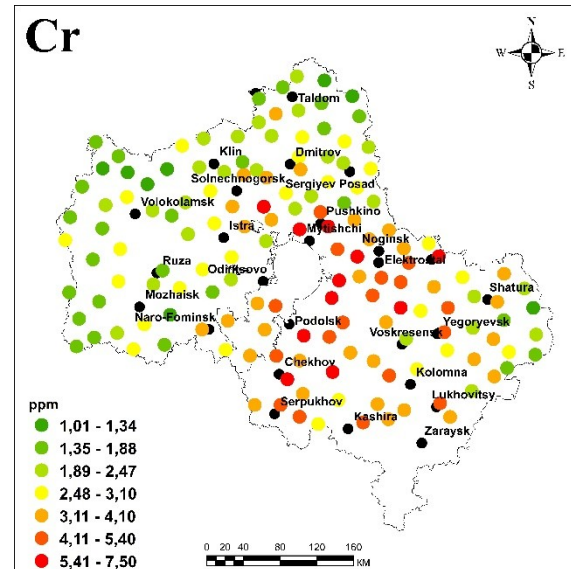 Cr
N
W E
S
Taldom
Klin
Dmitrov
Solnechnogorsk
Sergiyev Posad
Volokolamsk
Pushkino
Istra
Mytishchi
Noginsk
Ruza
Odintsovo
Elektrostal
Mozhaisk
Shatura
Naro-Fominsk
Podolsk
Voskresensk
Yegoryevsk
Chekhov
Kolomna
Serpukhov
Lukhovitsy
Kashira
Zaraysk
ppm
1,01 - 1,34
1,35 - 1,88
1,89 - 2,47
2,48 - 3,10
3,11 - 4,10
4,11 - 5,40
5,41 - 7,50
0 20 40 80 120 160
KM